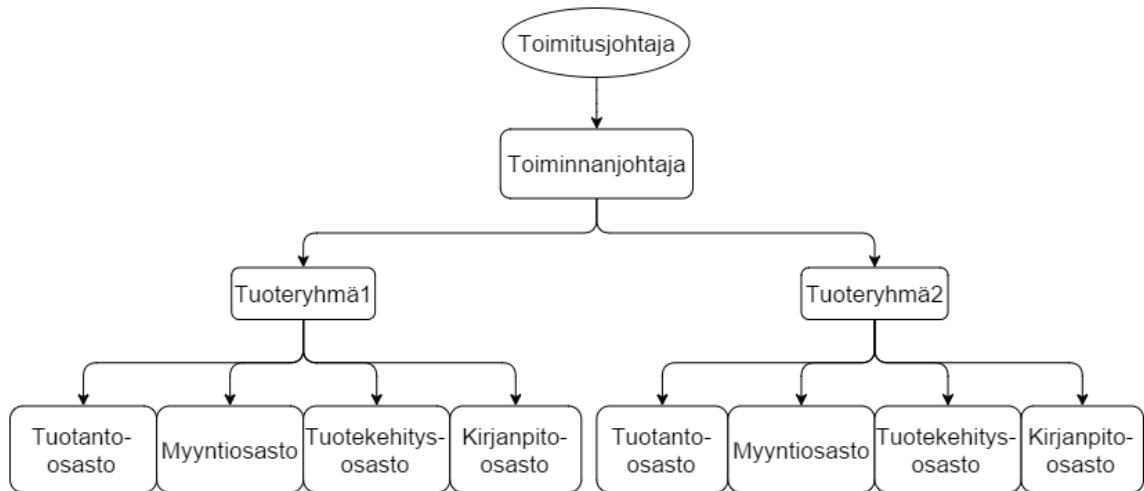 Toimitusjohtaja
Toiminnanjohtaja
Tuoteryhmä1
Tuoteryhmä2
Tuotanto-
osasto
Myyntiosasto
Tuotekehitys-
osasto
Kirjanpito-
osasto
Tuotanto-
osasto
Myyntiosasto
Tuotekehitys-
osasto
Kirjanpito-
osasto